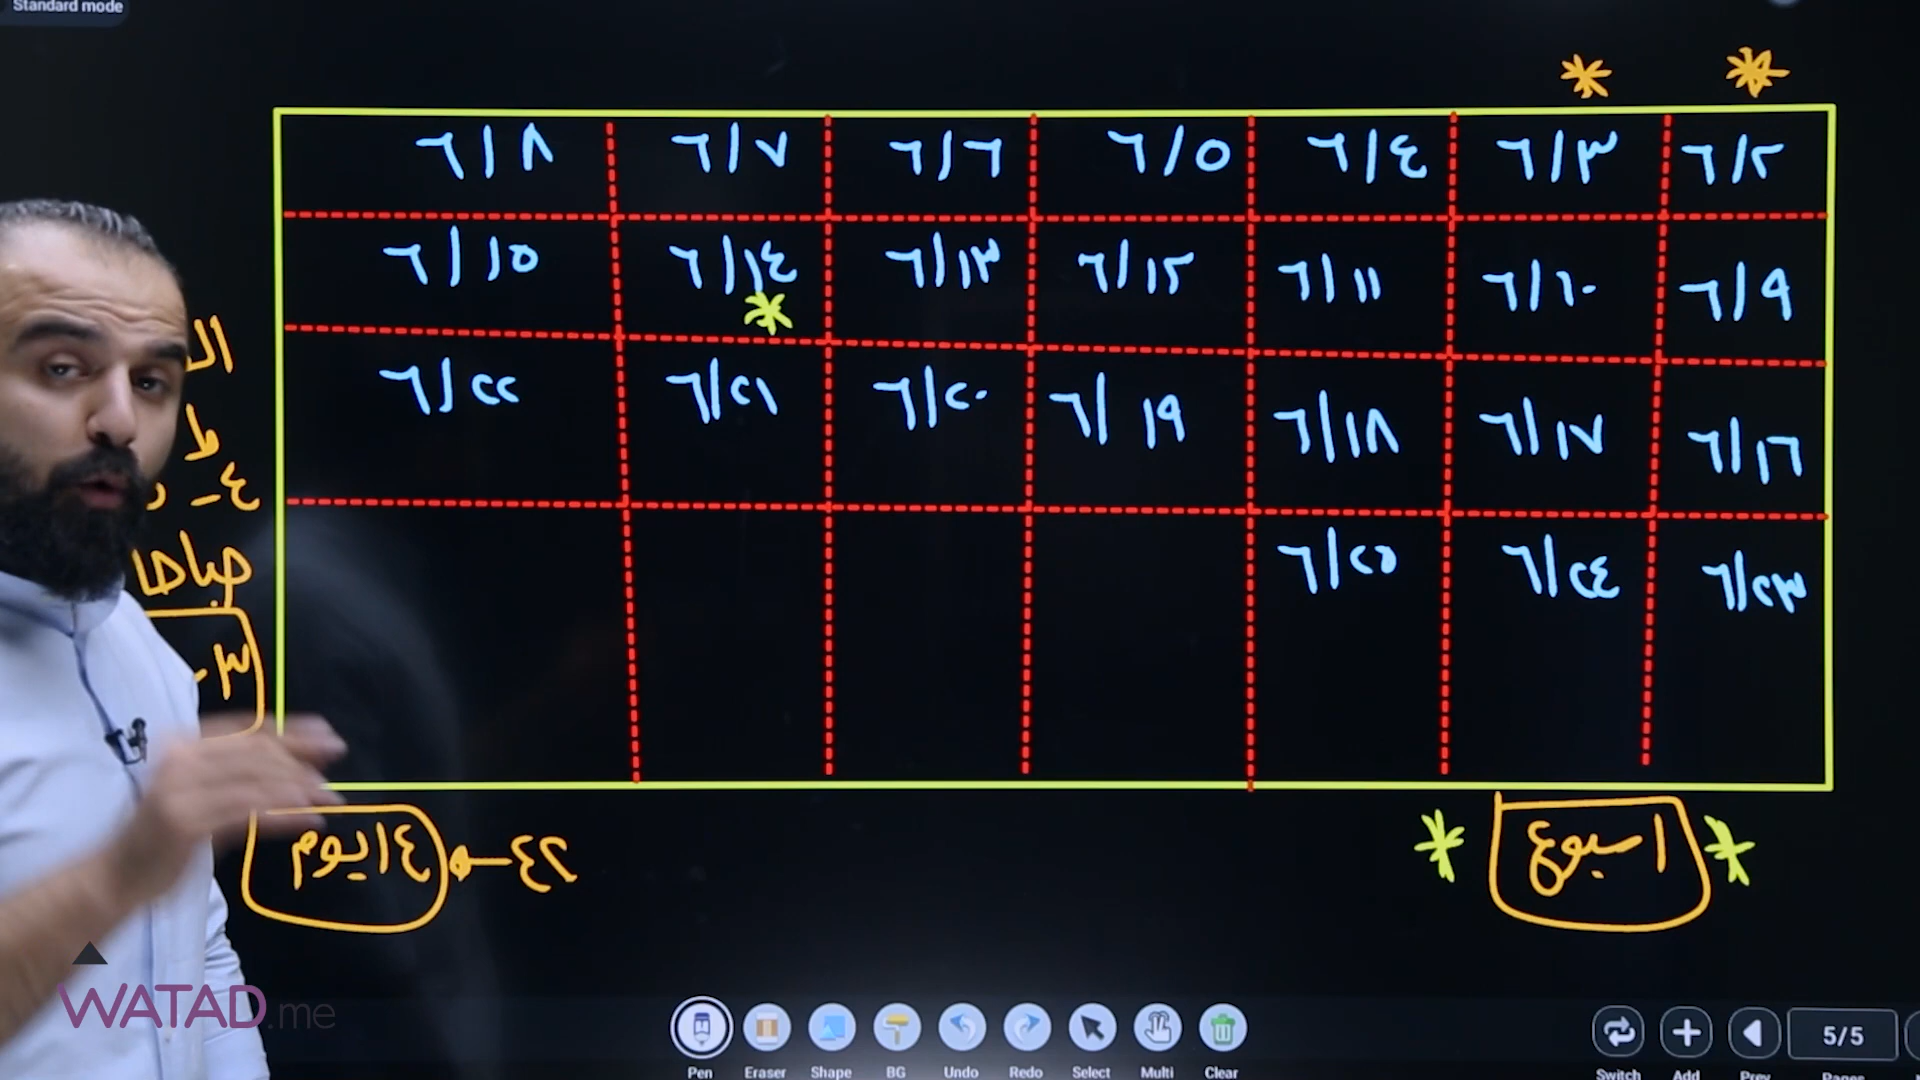 Standard mode
٦/٢ ٦/٣ ٦/٤ ٦/٥ ٦/٦ ٦/٧ ٦/٨
٦/٩ ٦/١٠ ٦/١١ ٦/١٢ ٦/١٣ ٦/١٤ ٦/١٥
٦/١٦ ٦/١٧ ٦/١٨ ٦/١٩ ٦/٢٠ ٦/٢١ ٦/٢٢
٦/٢٣ ٦/٢٤ ٦/٢٥
صباحا
اسبوع
٢٤ ١٤ يوم
WATAD.me
Pen Eraser Shape BG Undo Redo Select Multi Clear
Switch Add Prev 5/5 Pages